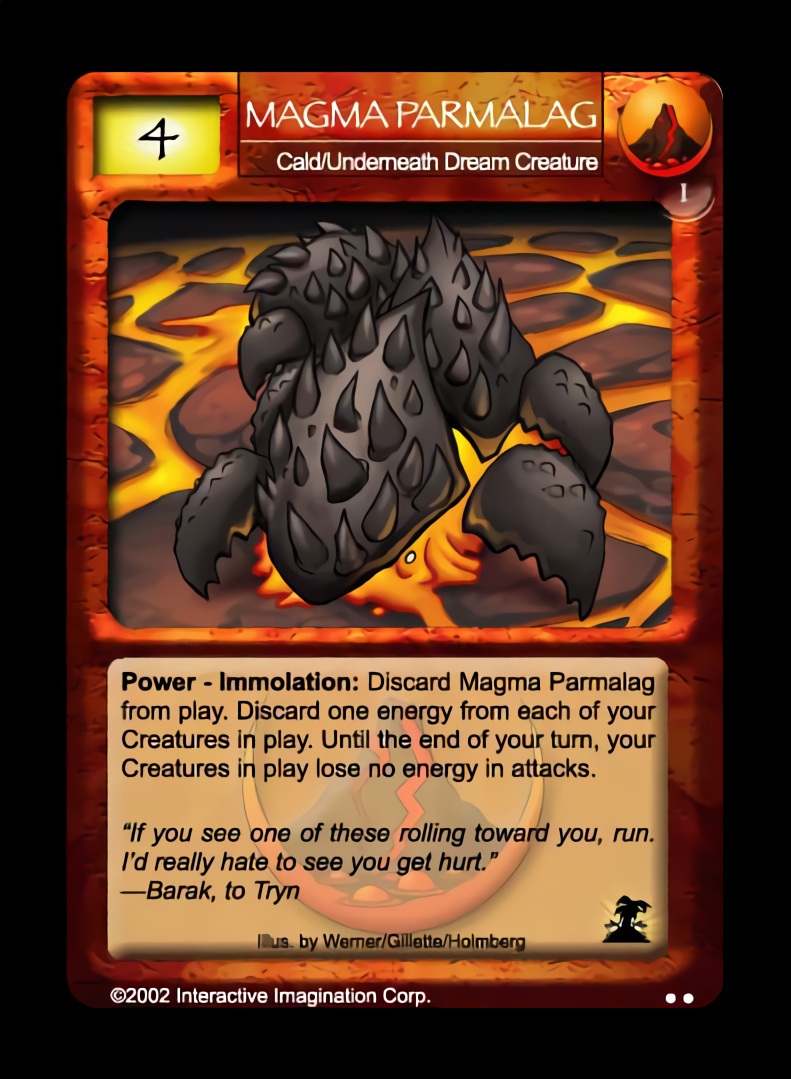 4
MAGMA PARMALAG
Cald/Underneath Dream Creature
I
Power - Immolation: Discard Magma Parmalag
from play. Discard one energy from each of your
Creatures in play. Until the end of your turn, your
Creatures in play lose no energy in attacks.
“If you see one of these rolling toward you, run.
I’d really hate to see you get hurt.”
—Barak, to Tryn
Illus. by Werner/Gillette/Holmberg
©2002 Interactive Imagination Corp.